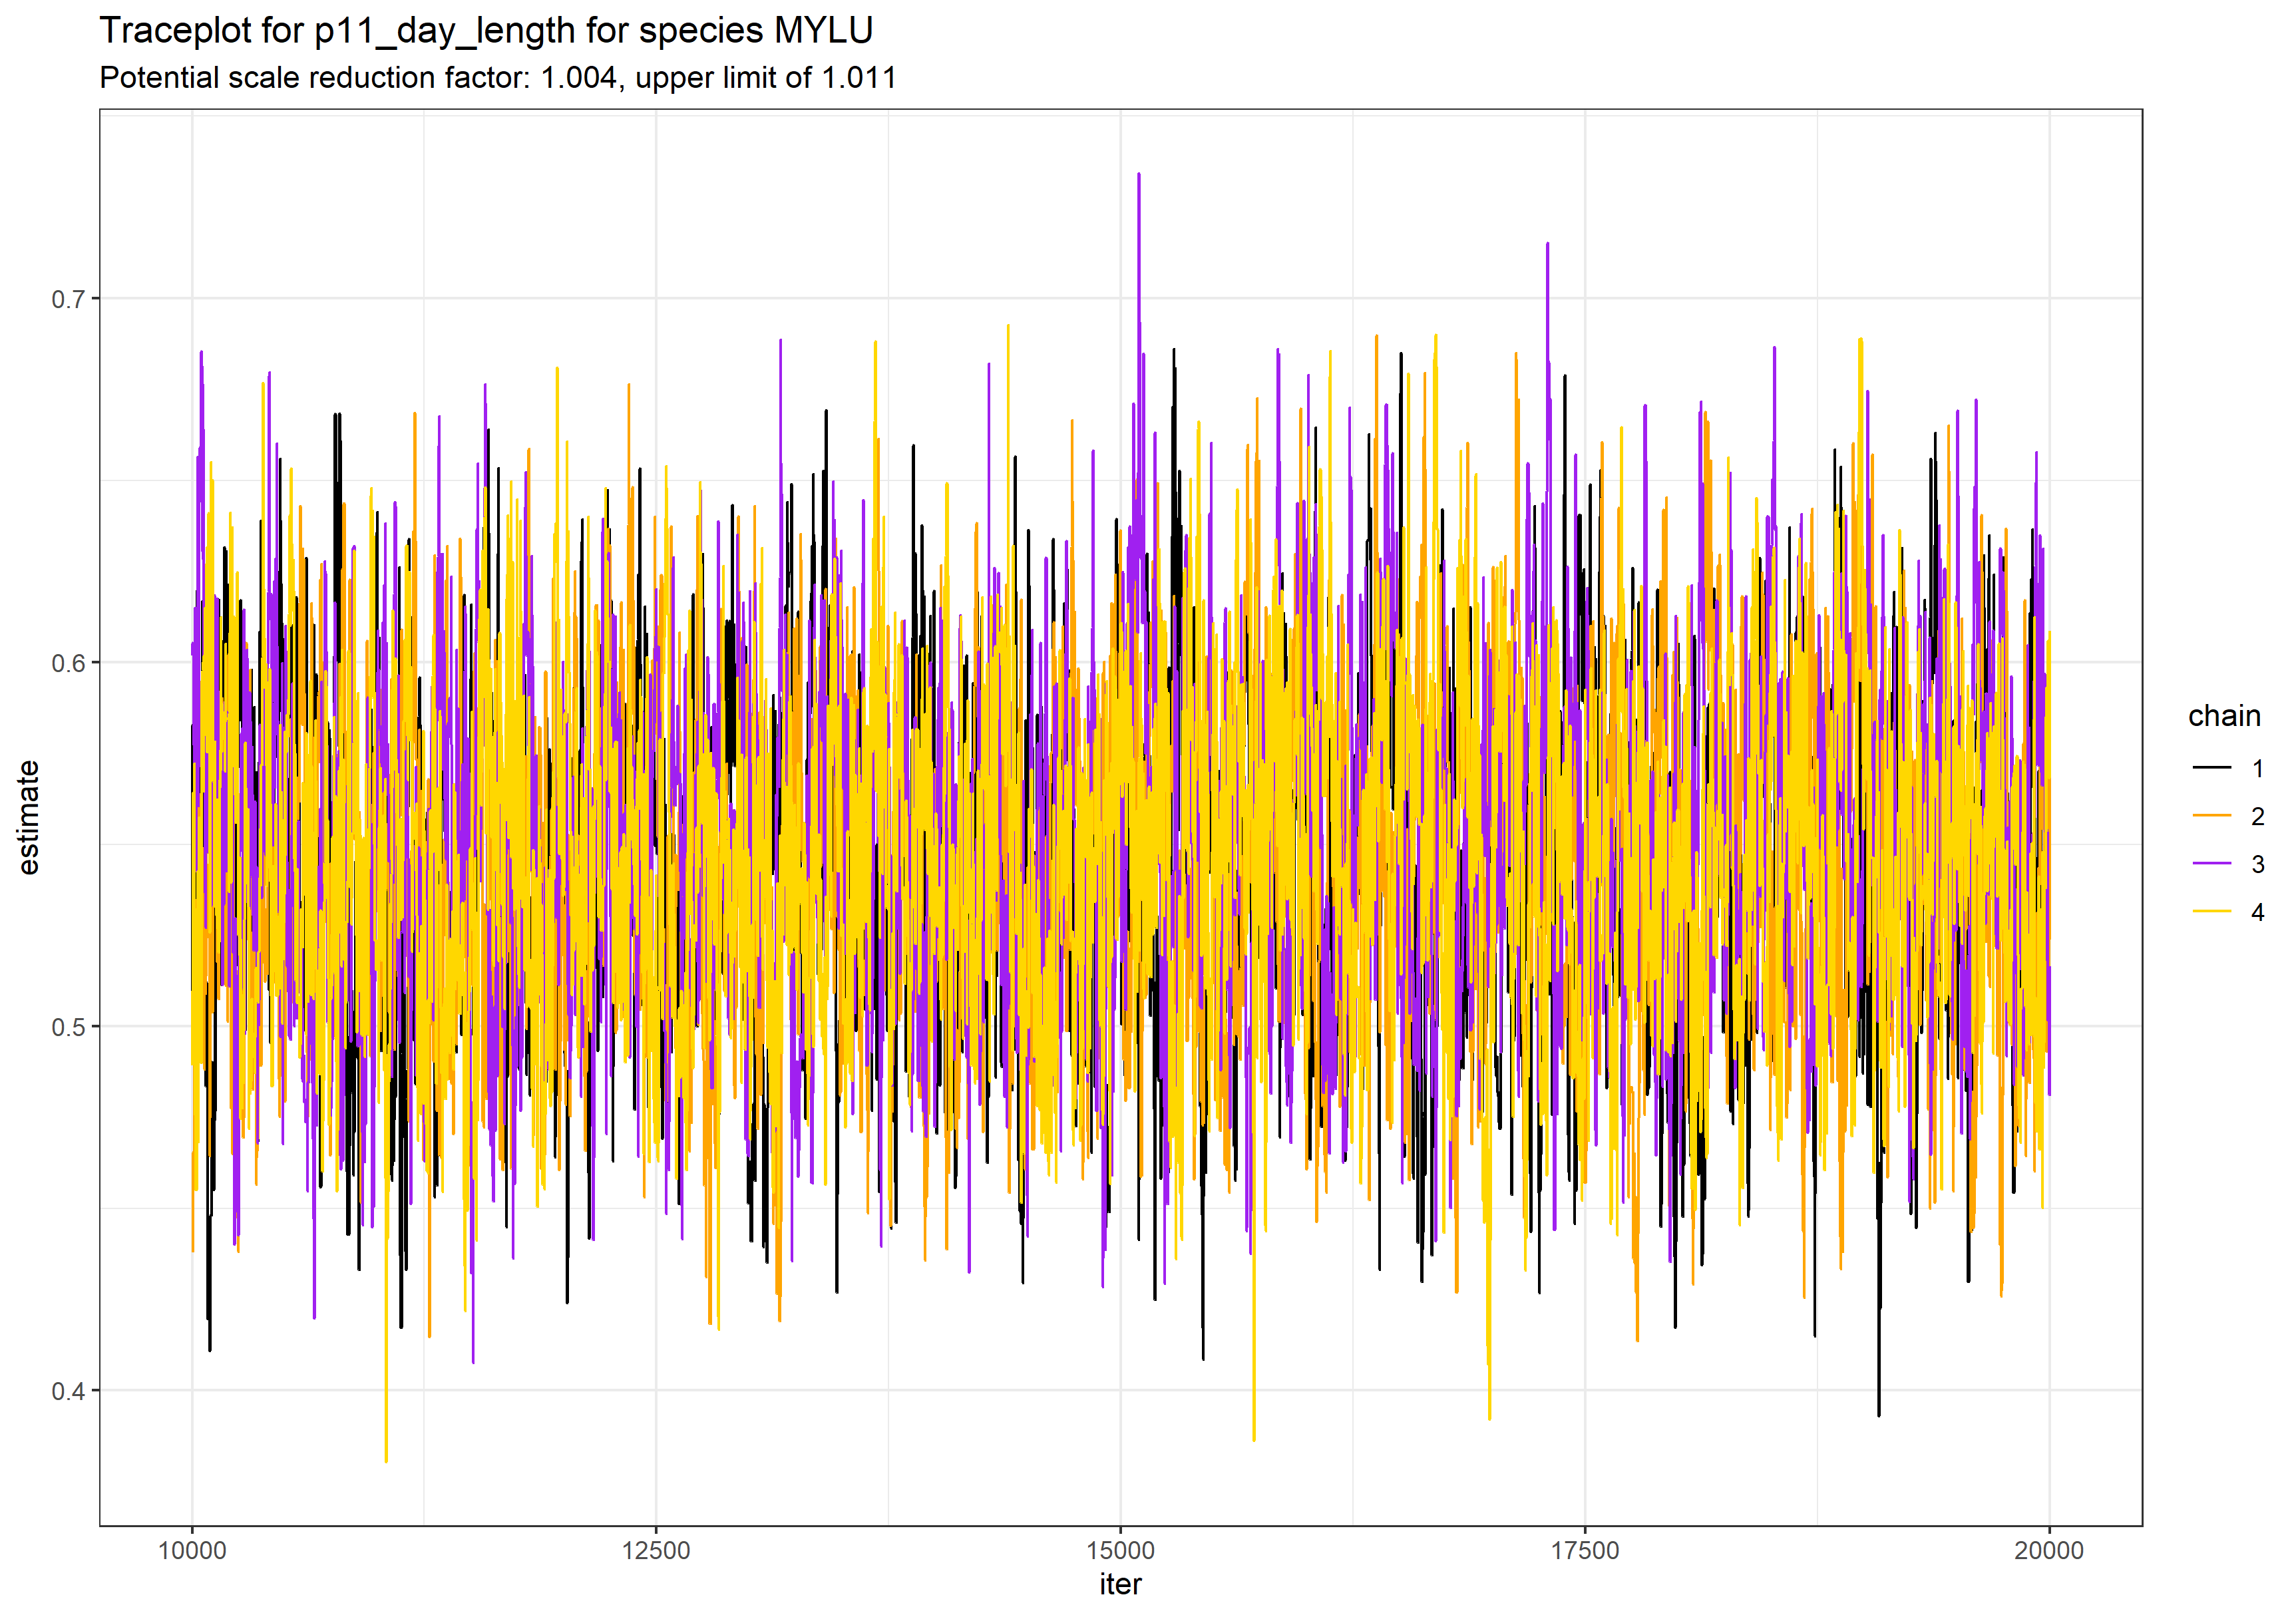 Traceplot for p11_day_length for species MYLU
Potential scale reduction factor: 1.004, upper limit of 1.011
0.7
0.6
0.5
0.4
estimate
10000 12500 15000 17500 20000
iter
chain
1
2
3
4